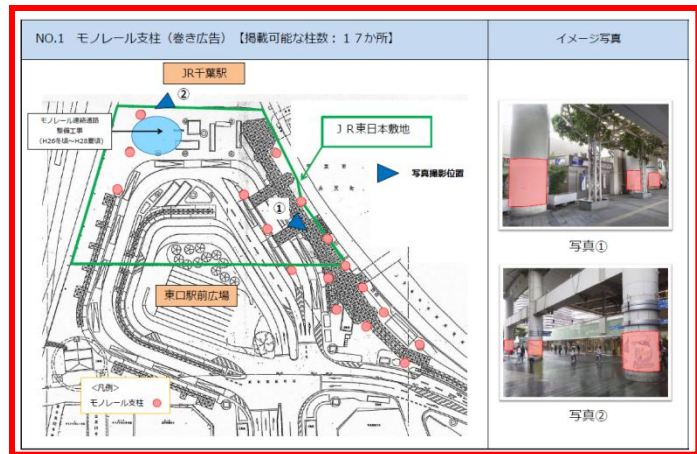 NO.1 モノレール支柱（巻き広告）【掲載可能な柱数：１７か所】
イメージ写真
JR千葉駅
②
モノレール連絡通路
整備工事
(H26冬頃～H28夏頃)
ＪＲ東日本敷地
写真撮影位置
①
写真①
東口駅前広場
<凡例>
モノレール支柱
写真②